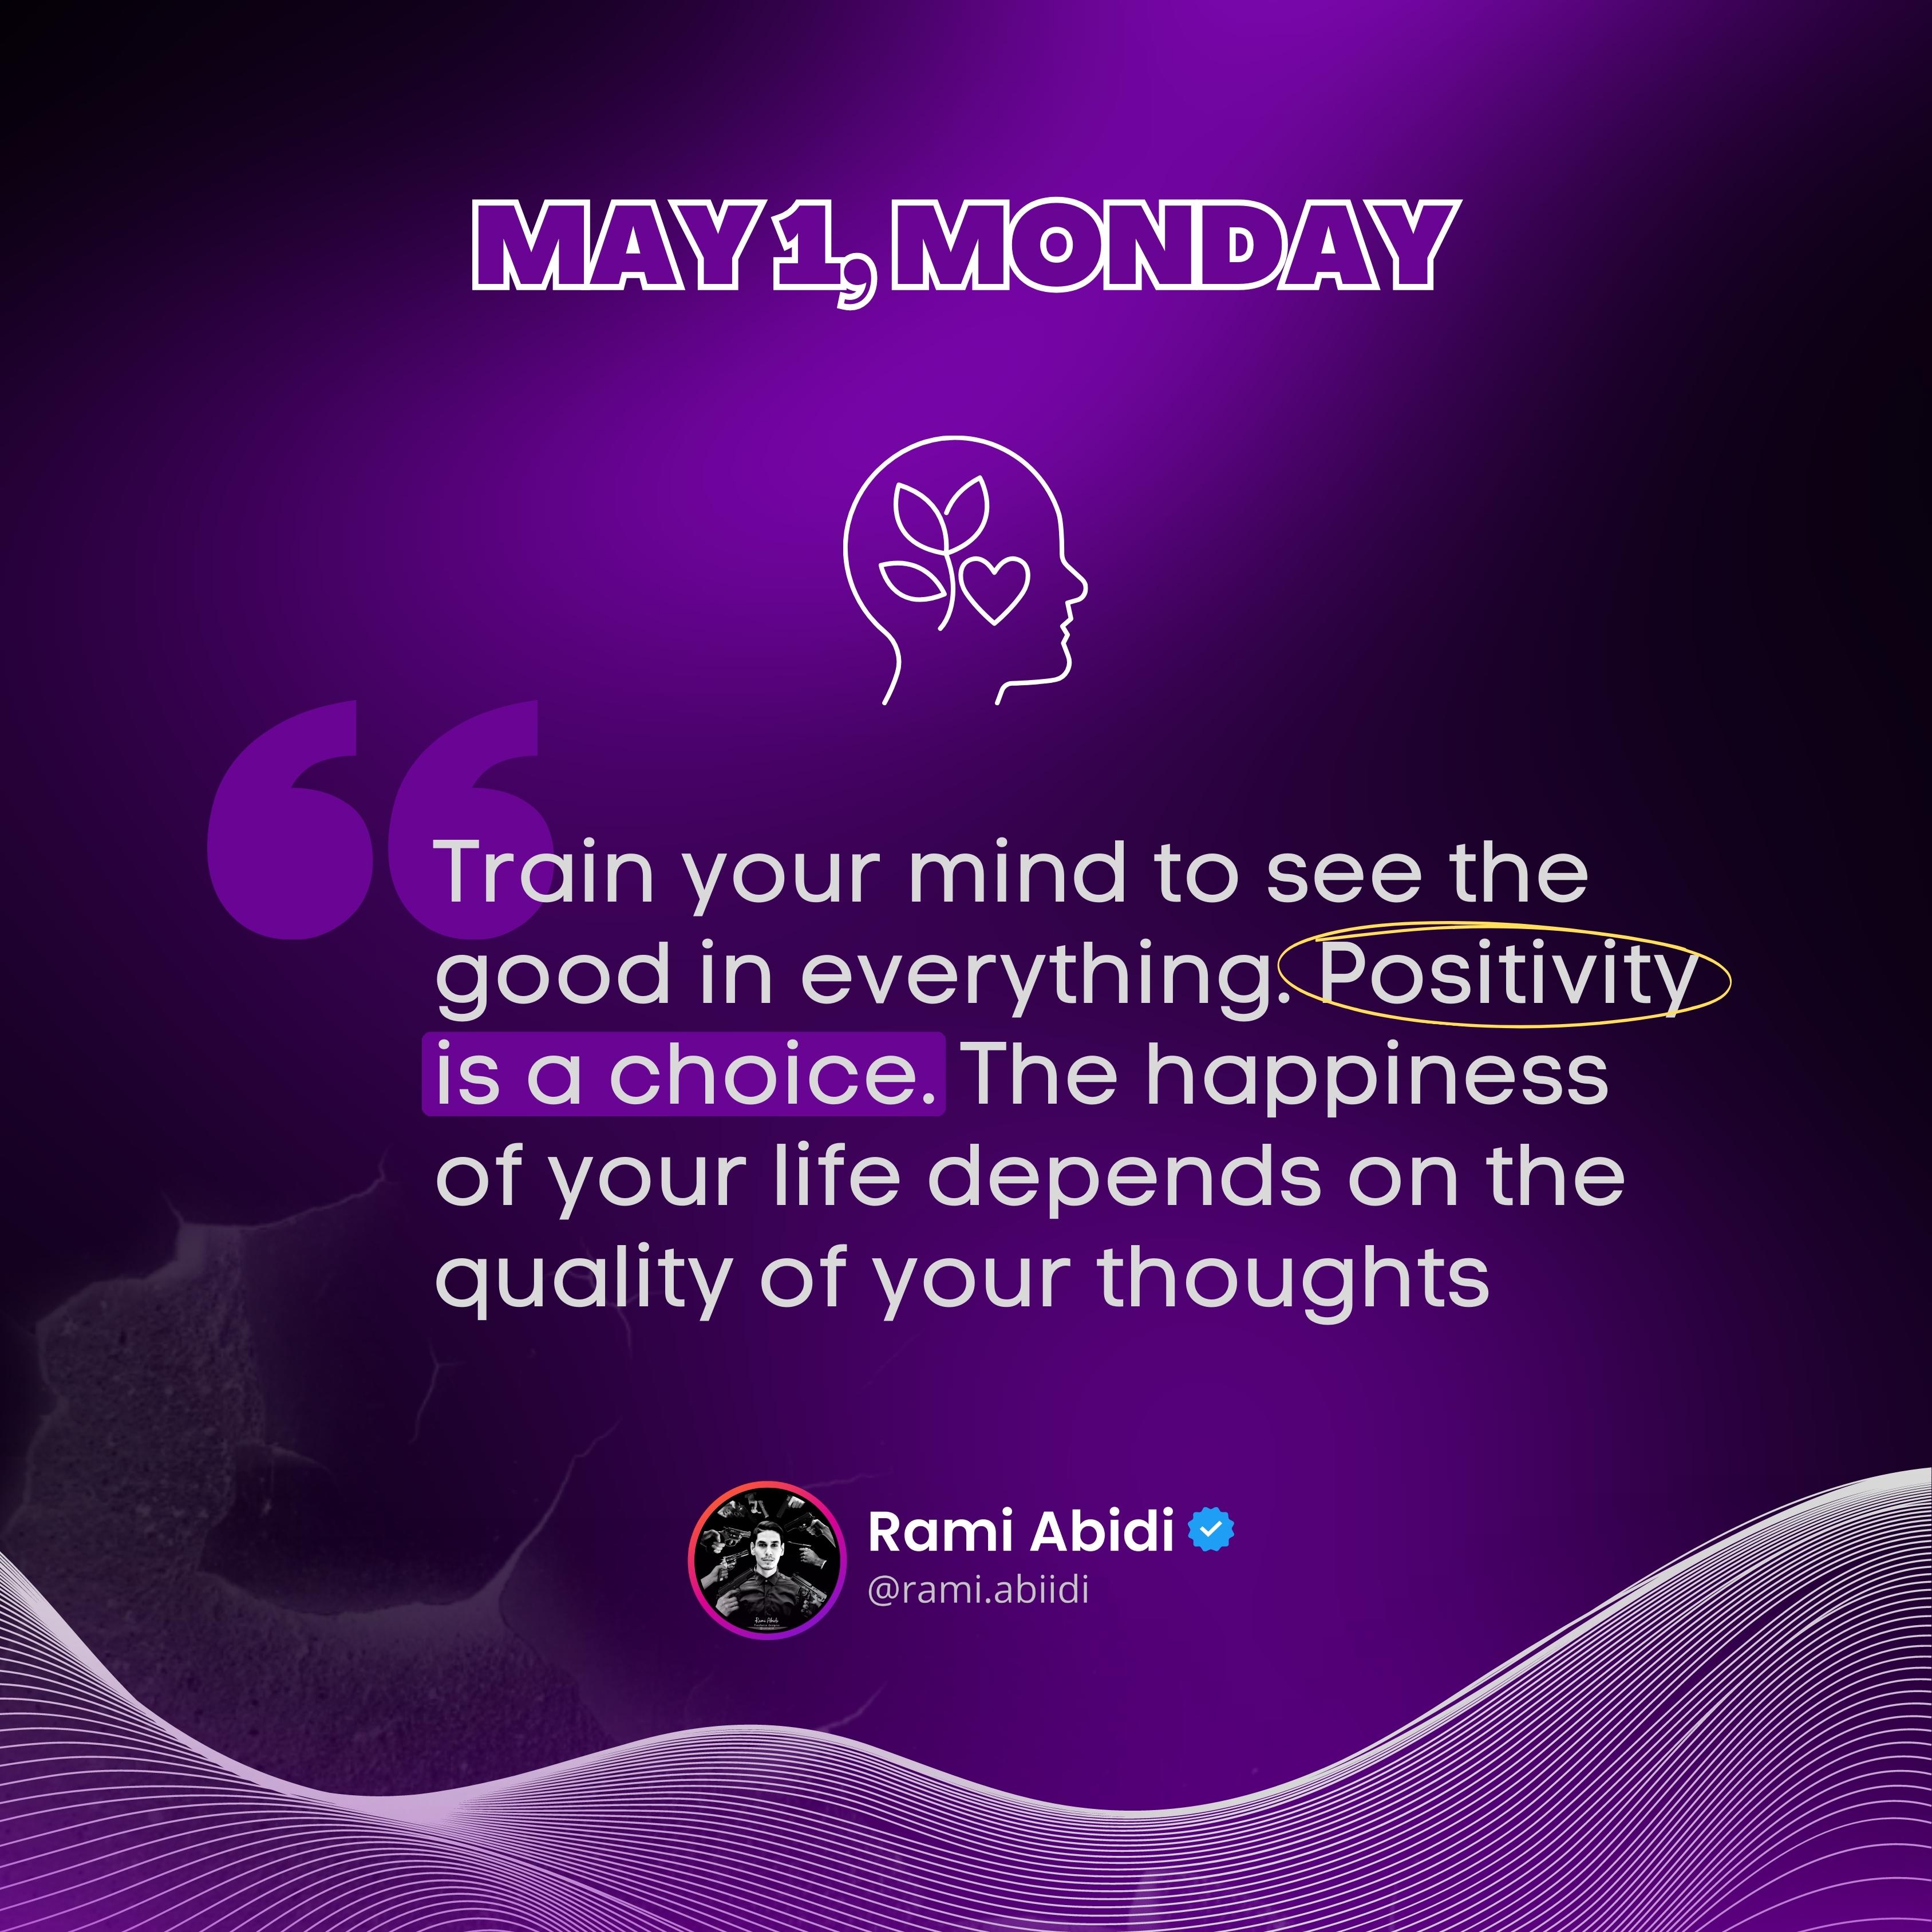 MAY 1, MONDAY
Train your mind to see the
good in everything. Positivity
is a choice. The happiness
of your life depends on the
quality of your thoughts
Rami Abidi
@rami.abiidi